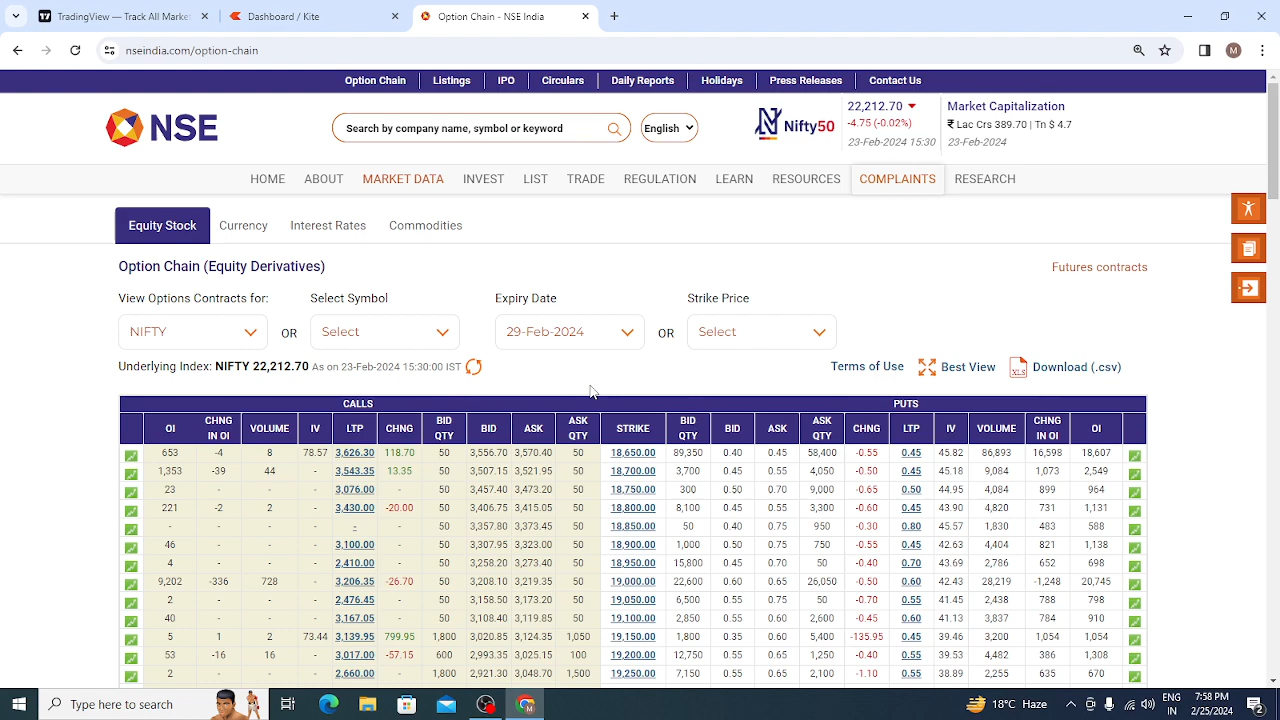 TradingView — 
nseindia.com/option-chain
M
Option Chain
Listings
IPO
Circulars
Daily Reports
Holidays
Press Releases
Contact Us
NSE
Search by company name, symbol or keyword
English
Nifty50
22,212.70
-4.75 (-0.02%)
23-Feb-2024 15:30
Market Capitalization
₹ Lac Crs 389.70 | Tn $ 4.7
23-Feb-2024
HOME ABOUT MARKET DATA INVEST LIST TRADE REGULATION LEARN RESOURCES COMPLAINTS RESEARCH
Equity Stock Currency Interest Rates Commodities
Option Chain (Equity Derivatives)
Futures contracts
View Options Contracts for: Select Symbol Expiry Date Strike Price
NIFTY OR Select 29-Feb-2024 OR Select
Underlying Index: NIFTY 22,212.70 As on 23-Feb-2024 15:30:00 IST
Terms of Use Best View XLS Download (.csv)
CALLS PUTS
OI CHNG IN OI VOLUME IV LTP CHNG BID QTY BID ASK ASK QTY STRIKE BID QTY BID ASK ASK QTY CHNG LTP IV VOLUME CHNG IN OI OI
653 -4 8 78.57 3,626.30 118.70 50 3,556.70 3,570.40 50 18,650.00 89,350 0.40 0.45 58,400 -0.55 0.45 45.82 86,893 16,598 18,607
1,353 -39 44 - 3,543.35 13.35 50 3,507.15 3,521.95 50 18,700.00 3,700 0.45 0.55 4,050 -0.50 0.45 45.18 9,084 1,073 2,549
23 - - - 3,076.00 - 50 3,457.40 3,473.20 50 18,750.00 300 0.50 0.70 9,000 -0.65 0.50 44.95 4,084 899 964
221 -2 2 - 3,430.00 -20.00 50 3,406.75 3,415.05 50 18,800.00 8,100 0.45 0.55 3,300 -0.60 0.45 43.90 4,820 731 1,131
- - - - - - 50 3,357.80 3,373.45 50 18,850.00 50 0.40 0.75 950 -0.30 0.80 45.57 1,830 483 588
46 - - - 3,100.00 - 50 3,307.95 3,323.00 50 18,900.00 1,000 0.50 0.75 750 -0.55 0.45 42.63 4,404 821 1,138
4 - - - 2,410.00 - 50 3,258.20 3,273.40 50 18,950.00 15,800 0.45 0.70 50 -0.40 0.70 43.69 2,786 652 698
9,202 -336 728 - 3,206.35 -26.70 50 3,208.10 3,219.35 50 19,000.00 22,600 0.60 0.65 26,050 -0.50 0.60 42.43 28,219 -1,248 20,745
2 - - - 2,476.45 - 50 3,158.50 3,173.20 50 19,050.00 6,500 0.55 0.75 50 -0.70 0.55 41.45 2,438 788 798
40 - - - 3,167.05 - 50 3,108.40 3,119.85 50 19,100.00 2,850 0.55 0.60 2,600 -0.45 0.60 41.13 3,837 784 910
5 1 2 73.44 3,139.95 799.95 1,800 3,020.85 3,124.35 1,050 19,150.00 1,800 0.35 0.60 5,400 -135.95 0.45 39.46 3,200 1,054 1,054
53 -16 16 - 3,017.00 -57.15 600 2,993.35 3,025.15 100 19,200.00 12,750 0.55 0.65 1,250 -0.40 0.55 39.53 4,482 386 1,308
2 - - - 2,660.00 - 1,800 2,921.30 3,048.70 1,500 19,250.00 7,150 0.55 0.65 2,100 -1.10 0.55 38.89 2,255 635 670
Type here to search
18°C Haze
ENG
IN
7:58 PM
2/25/2024